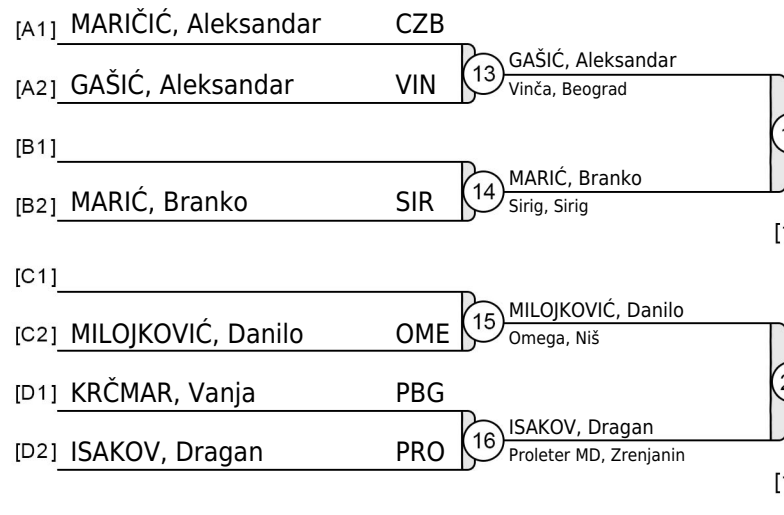 [A1] MARIČIĆ, Aleksandar CZB
13 GAŠIĆ, Aleksandar
[A2] GAŠIĆ, Aleksandar VIN
Vinča, Beograd
[B1]
14 MARIĆ, Branko
[B2] MARIĆ, Branko SIR
Sirig, Sirig
[C1]
15 MILOJKOVIĆ, Danilo
[C2] MILOJKOVIĆ, Danilo OME
Omega, Niš
[D1] KRČMAR, Vanja PBG
16 ISAKOV, Dragan
[D2] ISAKOV, Dragan PRO
Proleter MD, Zrenjanin